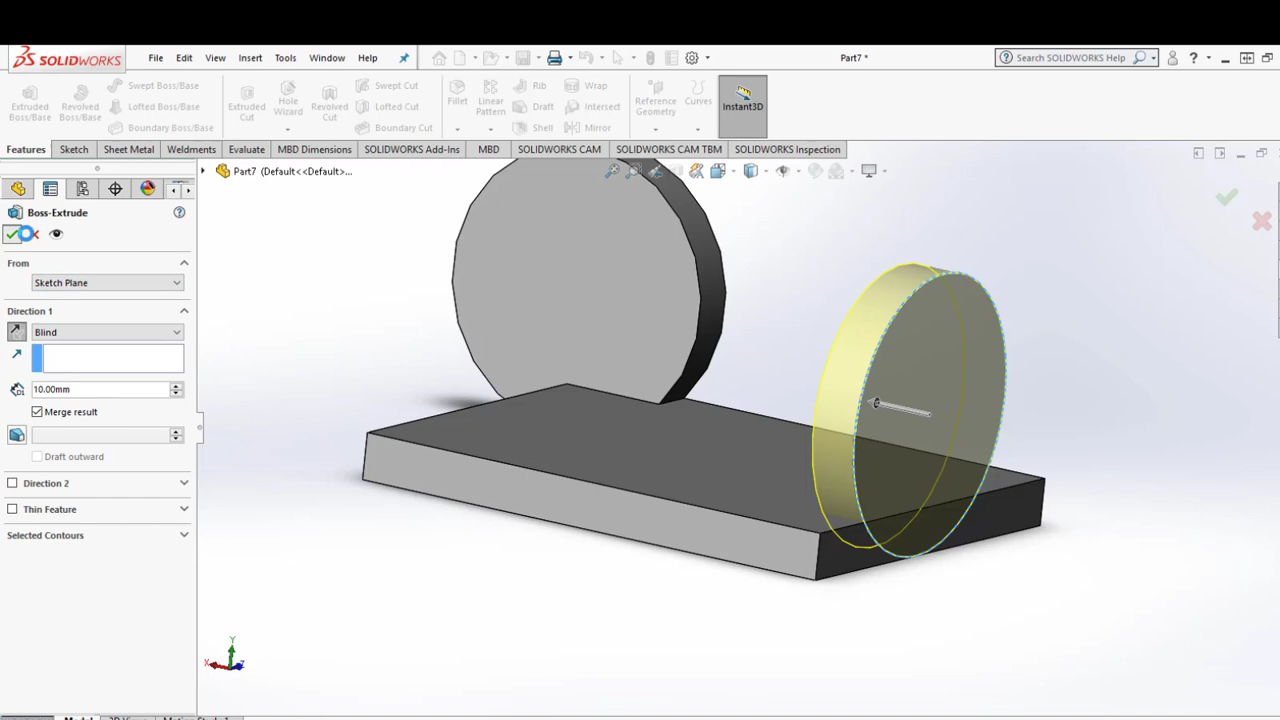 SOLIDWORKS File Edit View Insert Tools Window Help Part7 * Search SOLIDWORKS Help
Extruded Boss/Base
Revolved Boss/Base
Swept Boss/Base
Lofted Boss/Base
Boundary Boss/Base
Extruded Cut
Hole Wizard
Revolved Cut
Swept Cut
Lofted Cut
Boundary Cut
Fillet
Linear Pattern
Rib
Draft
Shell
Wrap
Intersect
Mirror
Reference Geometry
Curves
Instant3D
Features Sketch Sheet Metal Weldments Evaluate MBD Dimensions SOLIDWORKS Add-Ins MBD SOLIDWORKS CAM SOLIDWORKS CAM TBM SOLIDWORKS Inspection
Part7 (Default<<Default>...
Boss-Extrude
From
Sketch Plane
Direction 1
Blind
D1
10.00mm
Merge result
Draft outward
Direction 2
Thin Feature
Selected Contours
Y
X
Z